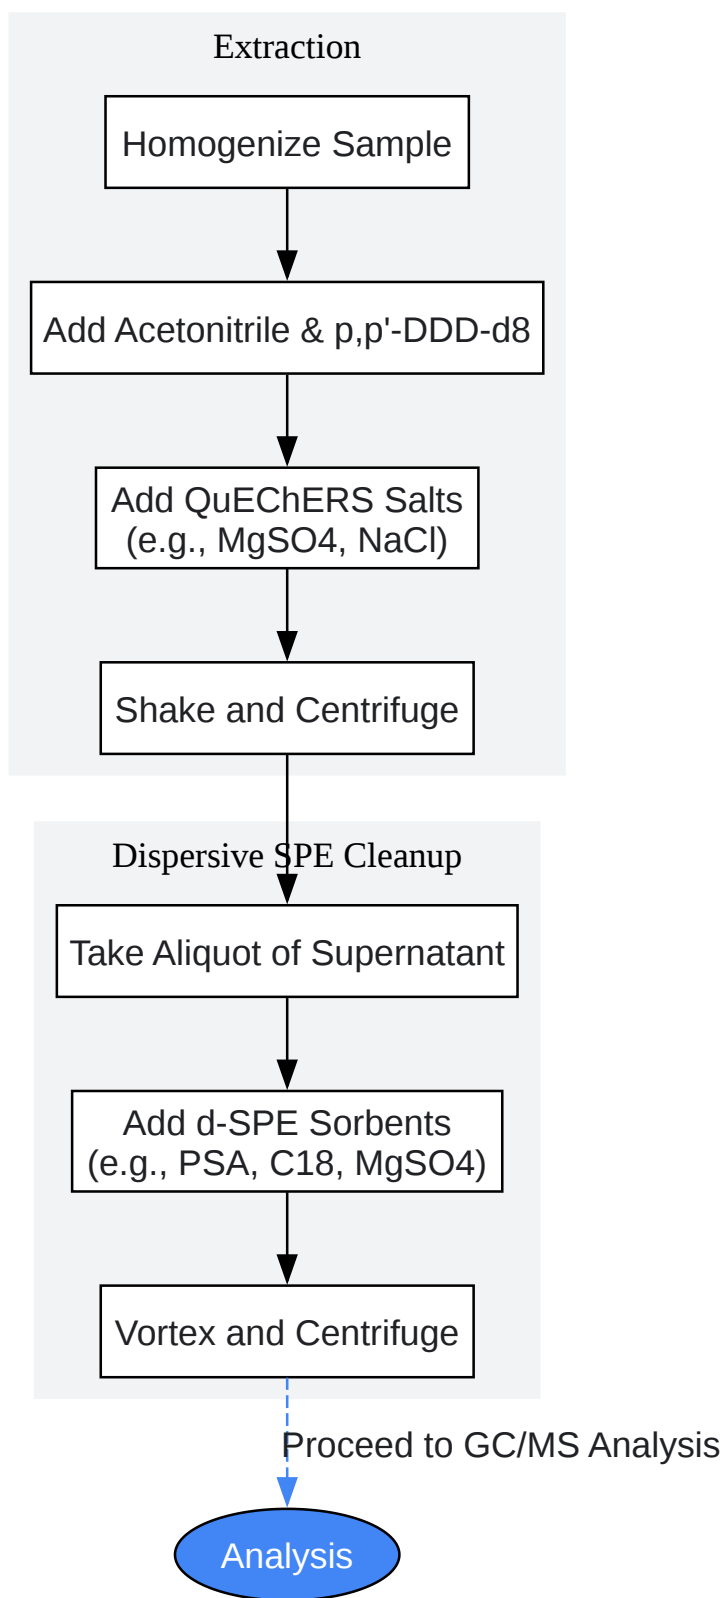 Extraction
Homogenize Sample
Add Acetonitrile & p,p'-DDD-d8
Add QuEChERS Salts
(e.g., MgSO4, NaCl)
Shake and Centrifuge
Dispersive SPE Cleanup
Take Aliquot of Supernatant
Add d-SPE Sorbents
(e.g., PSA, C18, MgSO4)
Vortex and Centrifuge
Proceed to GC/MS Analysis
Analysis